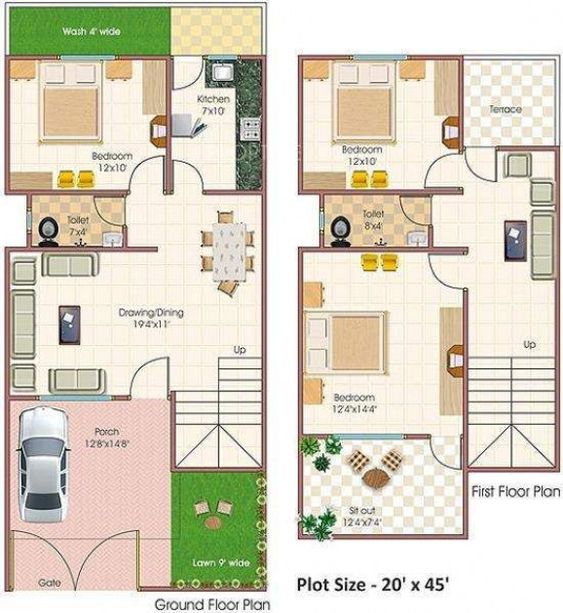 Wash 4' wide
Kitchen
7'x10'
Bedroom
12'x10'
Toilet
7'x4'
Drawing/Dining
19'4"x11'
Up
Porch
12'8"x14'8"
Lawn 9' wide
Gate
Ground Floor Plan
Terrace
Bedroom
12'x10'
Toilet
8'x4'
Up
Bedroom
12'4"x14'4"
First Floor Plan
Sit out
12'4"x7'4"
Plot Size - 20' x 45'